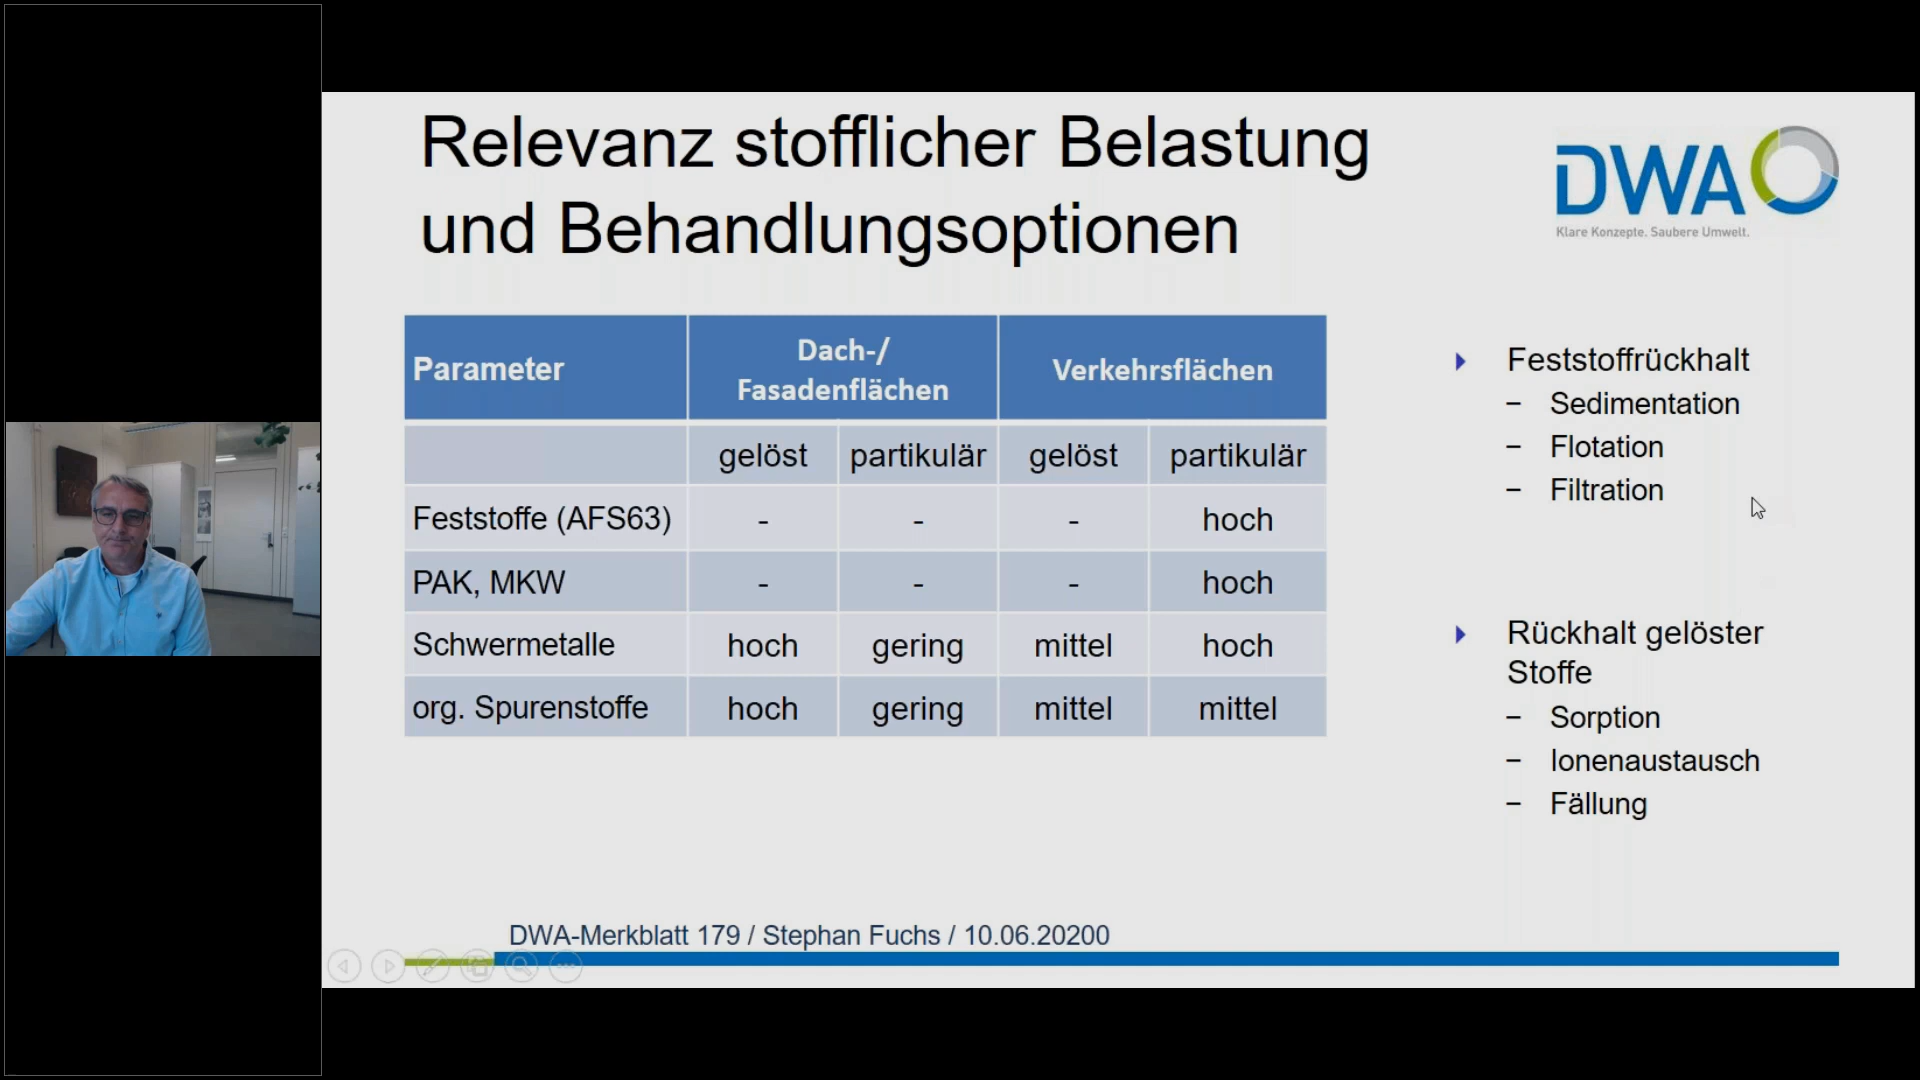 Relevanz stofflicher Belastung
und Behandlungsoptionen
DWA
Klare Konzepte. Saubere Umwelt.
Parameter Dach-/ Fasadenflächen Verkehrsflächen
gelöst partikulär gelöst partikulär
Feststoffe (AFS63) - - - hoch
PAK, MKW - - - hoch
Schwermetalle hoch gering mittel hoch
org. Spurenstoffe hoch gering mittel mittel
Feststoffrückhalt
- Sedimentation
- Flotation
- Filtration
Rückhalt gelöster
Stoffe
- Sorption
- Ionenaustausch
- Fällung
DWA-Merkblatt 179 / Stephan Fuchs / 10.06.20200